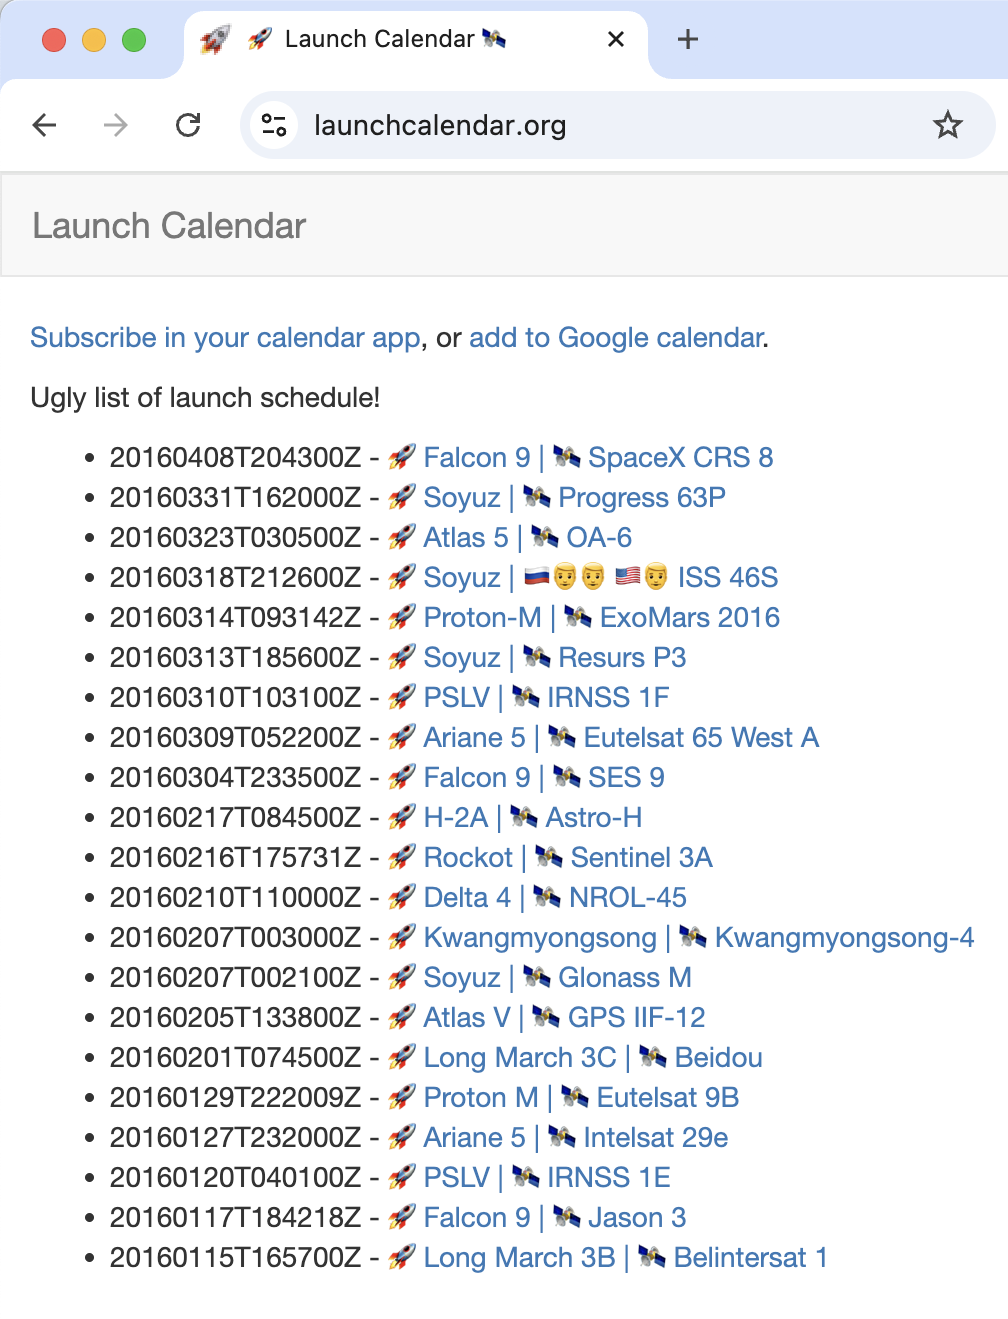 🚀 Launch Calendar 🛰
launchcalendar.org
Launch Calendar
Subscribe in your calendar app, or add to Google calendar.
Ugly list of launch schedule!
• 20160408T204300Z - 🚀 Falcon 9 | 🛰 SpaceX CRS 8
• 20160331T162000Z - 🚀 Soyuz | 🛰 Progress 63P
• 20160323T030500Z - 🚀 Atlas 5 | 🛰 OA-6
• 20160318T212600Z - 🚀 Soyuz | 🇷🇺👨👨 🇺🇸👨 ISS 46S
• 20160314T093142Z - 🚀 Proton-M | 🛰 ExoMars 2016
• 20160313T185600Z - 🚀 Soyuz | 🛰 Resurs P3
• 20160310T103100Z - 🚀 PSLV | 🛰 IRNSS 1F
• 20160309T052200Z - 🚀 Ariane 5 | 🛰 Eutelsat 65 West A
• 20160304T233500Z - 🚀 Falcon 9 | 🛰 SES 9
• 20160217T084500Z - 🚀 H-2A | 🛰 Astro-H
• 20160216T175731Z - 🚀 Rockot | 🛰 Sentinel 3A
• 20160210T110000Z - 🚀 Delta 4 | 🛰 NROL-45
• 20160207T003000Z - 🚀 Kwangmyongsong | 🛰 Kwangmyongsong-4
• 20160207T002100Z - 🚀 Soyuz | 🛰 Glonass M
• 20160205T133800Z - 🚀 Atlas V | 🛰 GPS IIF-12
• 20160201T074500Z - 🚀 Long March 3C | 🛰 Beidou
• 20160129T222009Z - 🚀 Proton M | 🛰 Eutelsat 9B
• 20160127T232000Z - 🚀 Ariane 5 | 🛰 Intelsat 29e
• 20160120T040100Z - 🚀 PSLV | 🛰 IRNSS 1E
• 20160117T184218Z - 🚀 Falcon 9 | 🛰 Jason 3
• 20160115T165700Z - 🚀 Long March 3B | 🛰 Belintersat 1